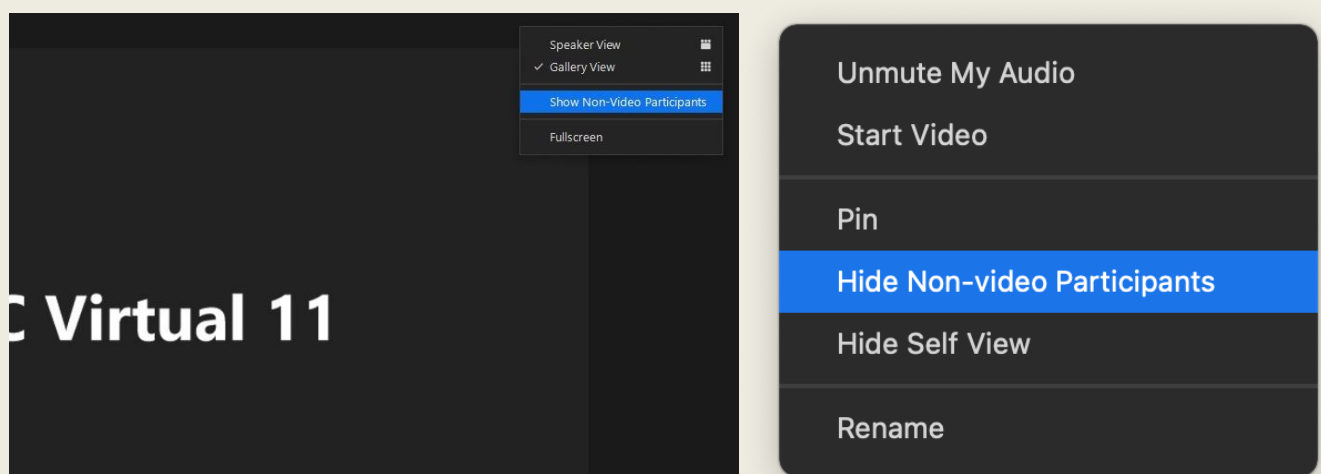 Speaker View
Gallery View
Show Non-Video Participants
Fullscreen
C Virtual 11
Unmute My Audio
Start Video
Pin
Hide Non-video Participants
Hide Self View
Rename